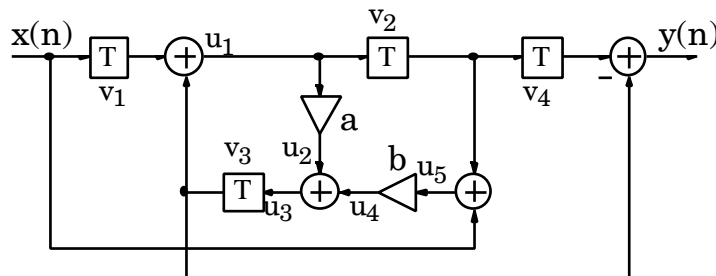 v₂
x(n) T u₁ T T y(n)
v₁ v₄
a
v₃ u₂ b u₅
T u₃ u₄